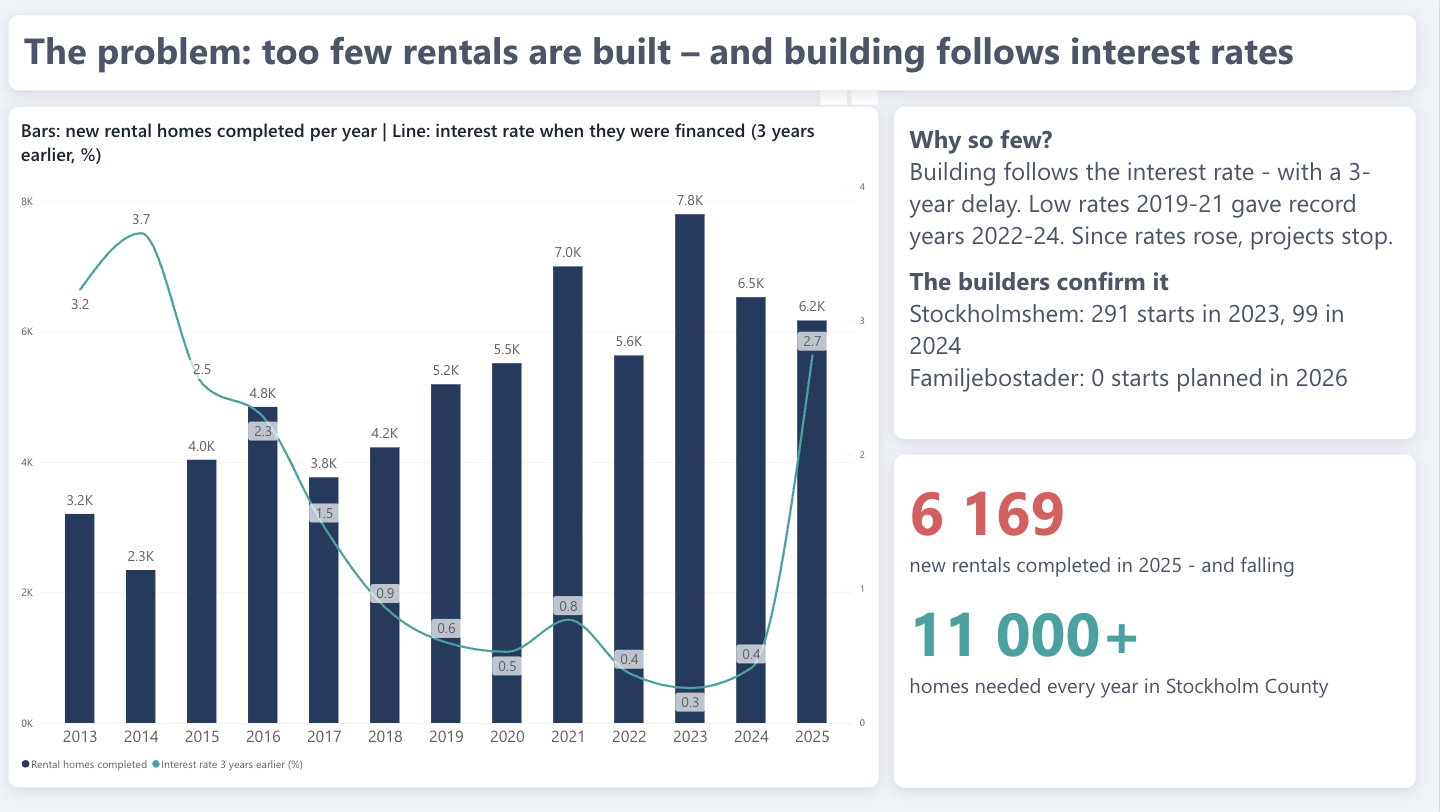 The problem: too few rentals are built – and building follows interest rates
Bars: new rental homes completed per year | Line: interest rate when they were financed (3 years
earlier, %)
8K
6K
4K
2K
0K
4
3
2
1
0
3.2K
2.3K
4.0K
4.8K
3.8K
4.2K
5.2K
5.5K
7.0K
5.6K
7.8K
6.5K
6.2K
3.2
3.7
2.5
2.3
1.5
0.9
0.6
0.5
0.8
0.4
0.3
0.4
2.7
2013 2014 2015 2016 2017 2018 2019 2020 2021 2022 2023 2024 2025
Rental homes completed Interest rate 3 years earlier (%)
Why so few?
Building follows the interest rate - with a 3-
year delay. Low rates 2019-21 gave record
years 2022-24. Since rates rose, projects stop.
The builders confirm it
Stockholmshem: 291 starts in 2023, 99 in
2024
Familjebostader: 0 starts planned in 2026
6 169
new rentals completed in 2025 - and falling
11 000+
homes needed every year in Stockholm County